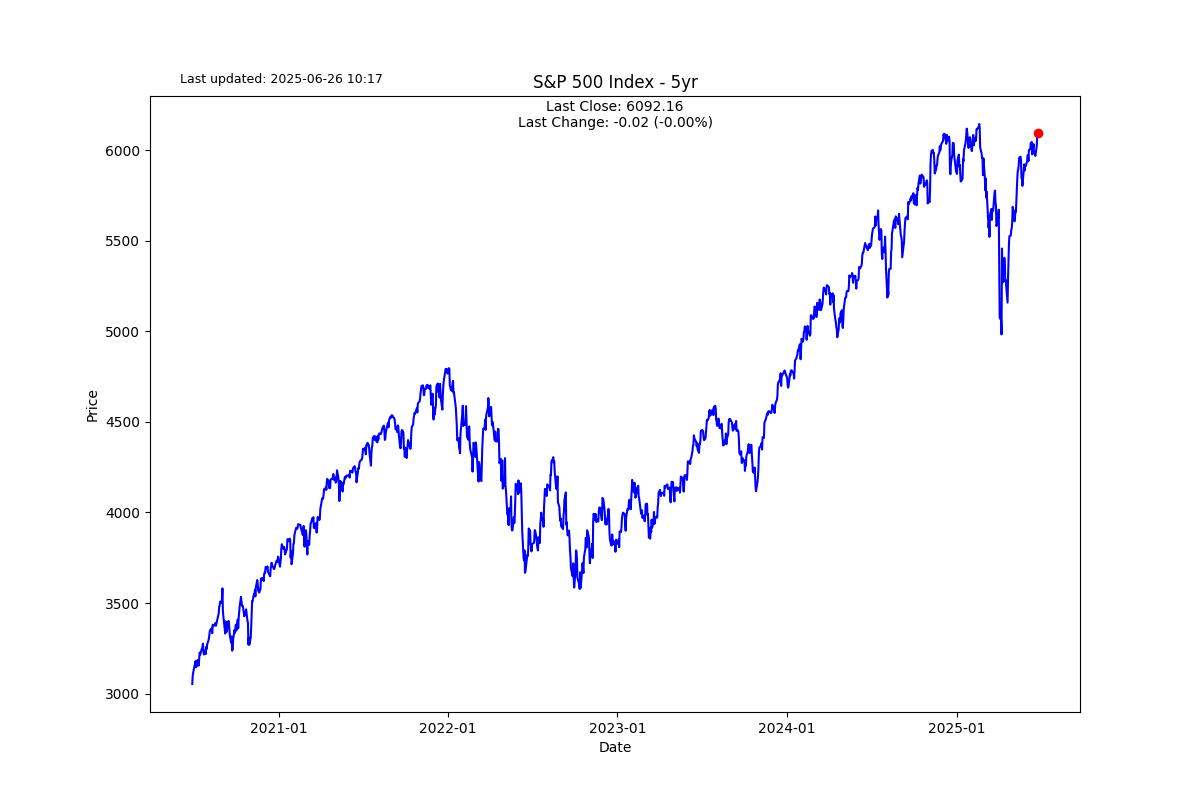 Last updated: 2025-06-26 10:17
S&P 500 Index - 5yr
Last Close: 6092.16
Last Change: -0.02 (-0.00%)
6000
5500
5000
Price
4500
4000
3500
3000
2021-01
2022-01
2023-01
2024-01
2025-01
Date